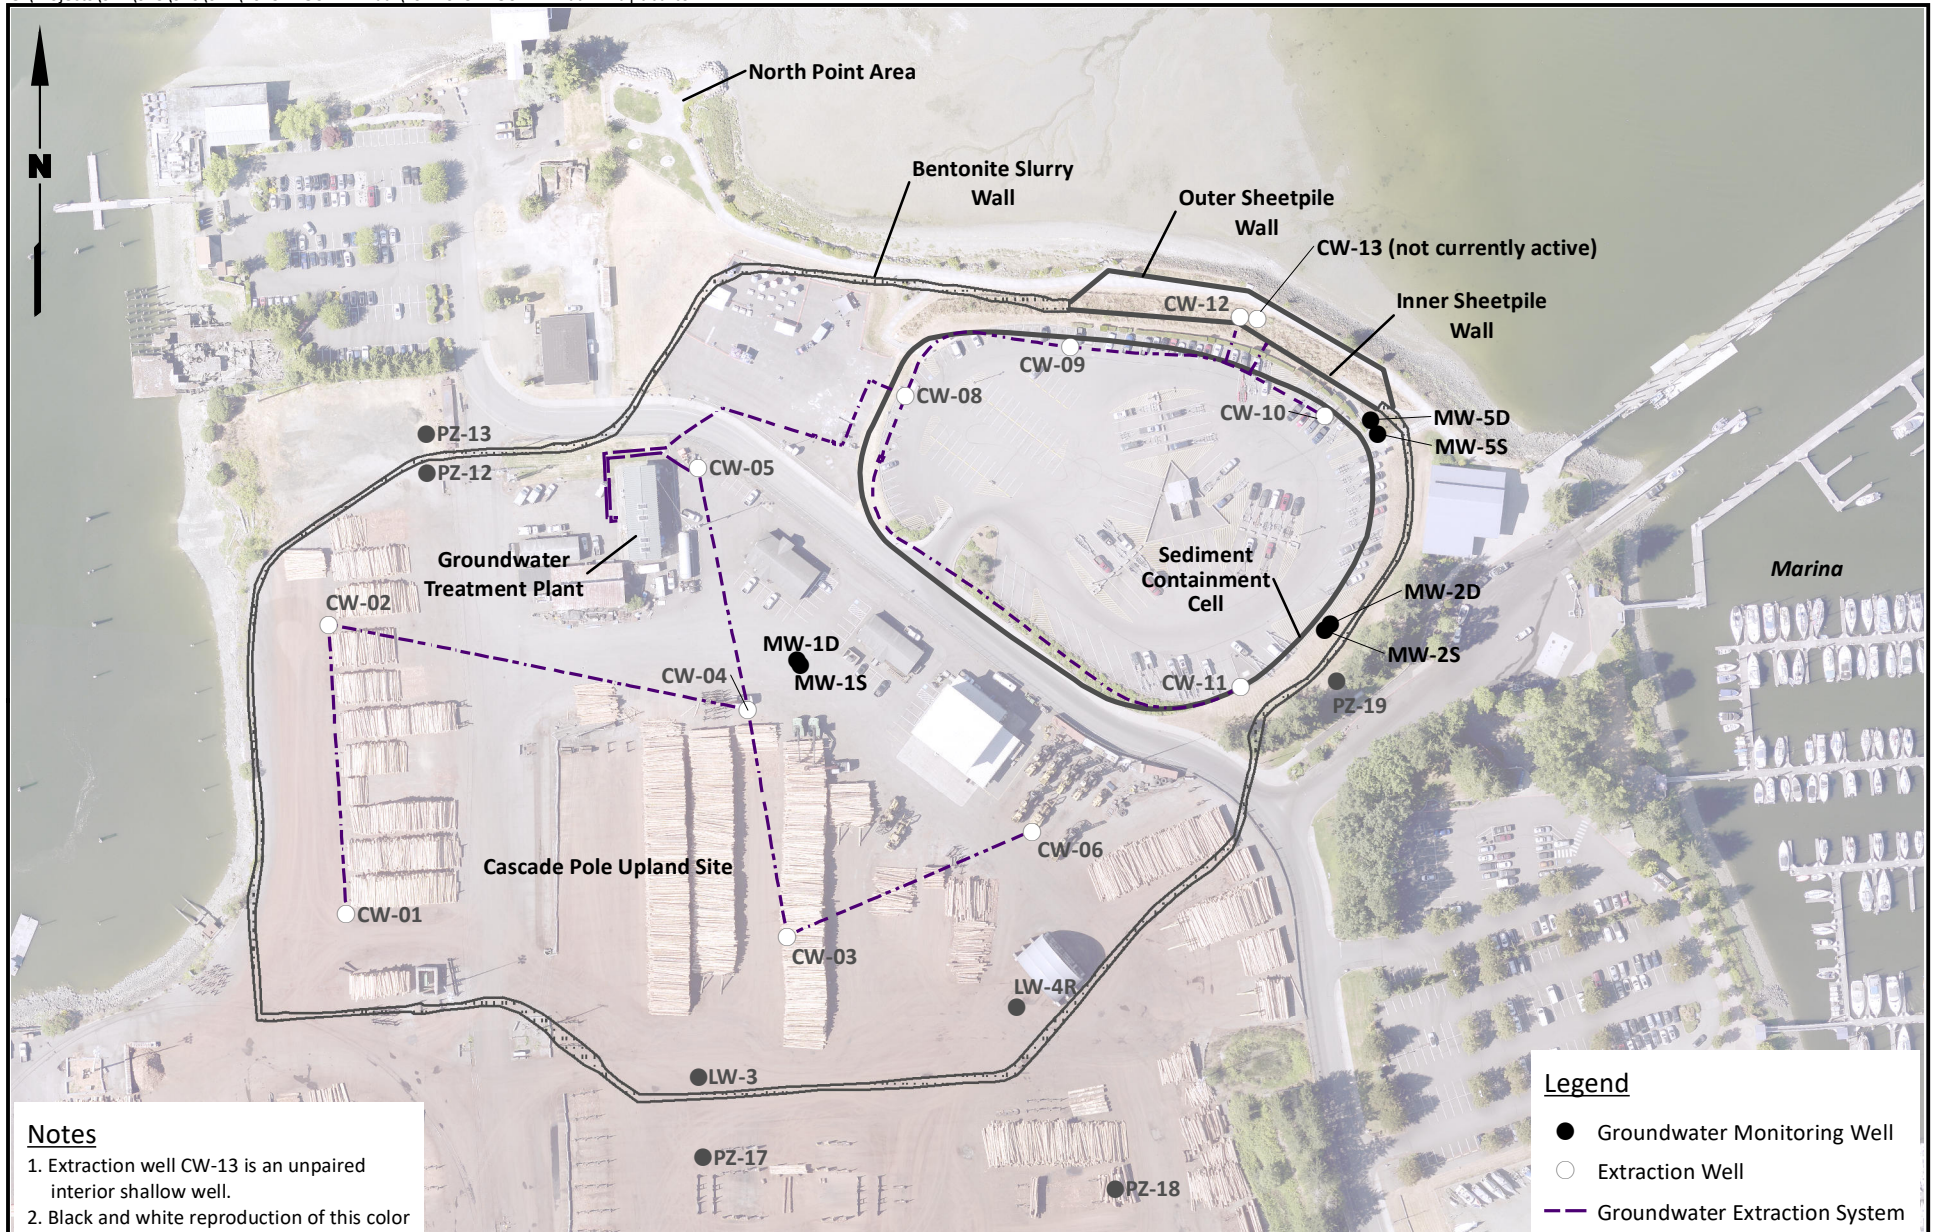 N
North Point Area
Bentonite Slurry
Wall
Outer Sheetpile
Wall
CW-13 (not currently active)
CW-12
Inner Sheetpile
Wall
CW-09
CW-08
CW-10
MW-5D
MW-5S
PZ-13
PZ-12
CW-05
Groundwater
Treatment Plant
Sediment
Containment
Cell
Marina
CW-02
MW-2D
MW-2S
MW-1D
MW-1S
CW-04
CW-11
PZ-19
CW-06
Cascade Pole Upland Site
CW-01
CW-03
LW-4R
LW-3
PZ-17
PZ-18
Notes
1. Extraction well CW-13 is an unpaired
interior shallow well.
2. Black and white reproduction of this color
Legend
Groundwater Monitoring Well
Extraction Well
Groundwater Extraction System